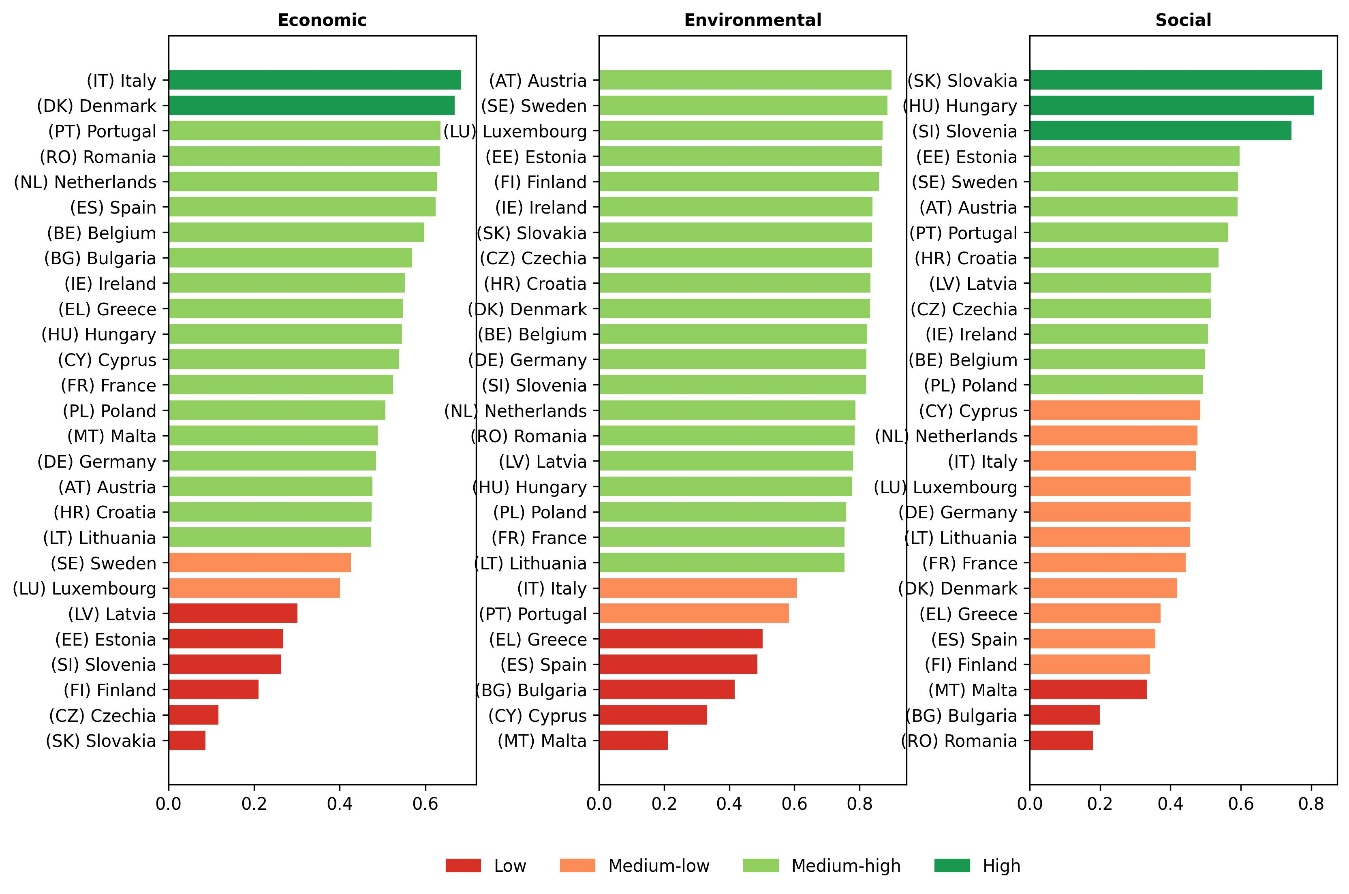 Economic
(IT) Italy
(DK) Denmark
(PT) Portugal
(RO) Romania
(NL) Netherlands
(ES) Spain
(BE) Belgium
(BG) Bulgaria
(IE) Ireland
(EL) Greece
(HU) Hungary
(CY) Cyprus
(FR) France
(PL) Poland
(MT) Malta
(DE) Germany
(AT) Austria
(HR) Croatia
(LT) Lithuania
(SE) Sweden
(LU) Luxembourg
(LV) Latvia
(EE) Estonia
(SI) Slovenia
(FI) Finland
(CZ) Czechia
(SK) Slovakia
0.0 0.2 0.4 0.6
Environmental
(AT) Austria
(SE) Sweden
(LU) Luxembourg
(EE) Estonia
(FI) Finland
(IE) Ireland
(SK) Slovakia
(CZ) Czechia
(HR) Croatia
(DK) Denmark
(BE) Belgium
(DE) Germany
(SI) Slovenia
(NL) Netherlands
(RO) Romania
(LV) Latvia
(HU) Hungary
(PL) Poland
(FR) France
(LT) Lithuania
(IT) Italy
(PT) Portugal
(EL) Greece
(ES) Spain
(BG) Bulgaria
(CY) Cyprus
(MT) Malta
0.0 0.2 0.4 0.6 0.8
Social
(SK) Slovakia
(HU) Hungary
(SI) Slovenia
(EE) Estonia
(SE) Sweden
(AT) Austria
(PT) Portugal
(HR) Croatia
(LV) Latvia
(CZ) Czechia
(IE) Ireland
(BE) Belgium
(PL) Poland
(CY) Cyprus
(NL) Netherlands
(IT) Italy
(LU) Luxembourg
(DE) Germany
(LT) Lithuania
(FR) France
(DK) Denmark
(EL) Greece
(ES) Spain
(FI) Finland
(MT) Malta
(BG) Bulgaria
(RO) Romania
0.0 0.2 0.4 0.6 0.8
Low Medium-low Medium-high High